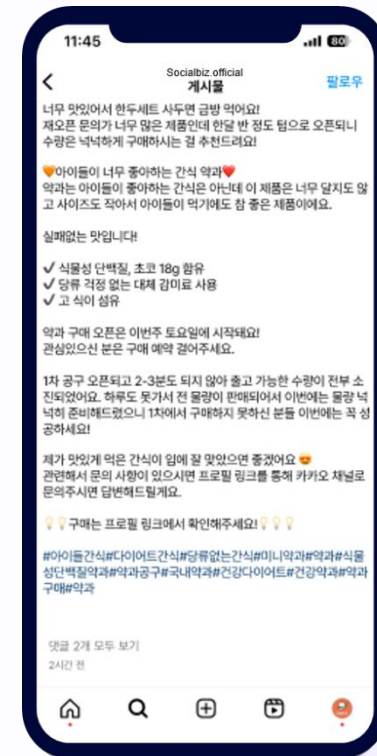 11:45
80
Socialbiz.official
게시물
팔로우
너무 맛있어서 한두세트 사두면 금방 먹어요!
재오픈 문의가 너무 많은 제품인데 한달 반 정도 텀으로 오픈되니
수량은 넉넉하게 구매하시는 걸 추천드려요!
🧡아이들이 너무 좋아하는 간식 약과❤️
약과는 아이들이 좋아하는 간식은 아닌데 이 제품은 너무 달지도 않
고 사이즈도 작아서 아이들이 먹기에도 참 좋은 제품이에요.
실패없는 맛입니다!
✓ 식물성 단백질, 초코 18g 함유
✓ 당류 걱정 없는 대체 감미료 사용
✓ 고 식이 섬유
약과 구매 오픈은 이번주 토요일에 시작돼요!
관심있으신 분은 구매 예약 걸어주세요.
1차 공구 오픈되고 2-3분도 되지 않아 출고 가능한 수량이 전부 소
진되었어요. 하루도 못가서 전 물량이 판매되어서 이번에는 물량 넉
넉히 준비해드렸으니 1차에서 구매하지 못하신 분들 이번에는 꼭 성
공하세요!
제가 맛있게 먹은 간식이 입에 잘 맞았으면 좋겠어요 😍
관련해서 문의 사항이 있으시면 프로필 링크를 통해 카카오 채널로
문의주시면 답변해드릴게요.
💡💡구매는 프로필 링크에서 확인해주세요!💡💡💡
#아이들간식#다이어트간식#당류없는간식#미니약과#약과#식물
성단백질약과#약과공구#국내약과#건강다이어트#건강약과#약과
구매#약과
댓글 2개 모두 보기
2시간 전